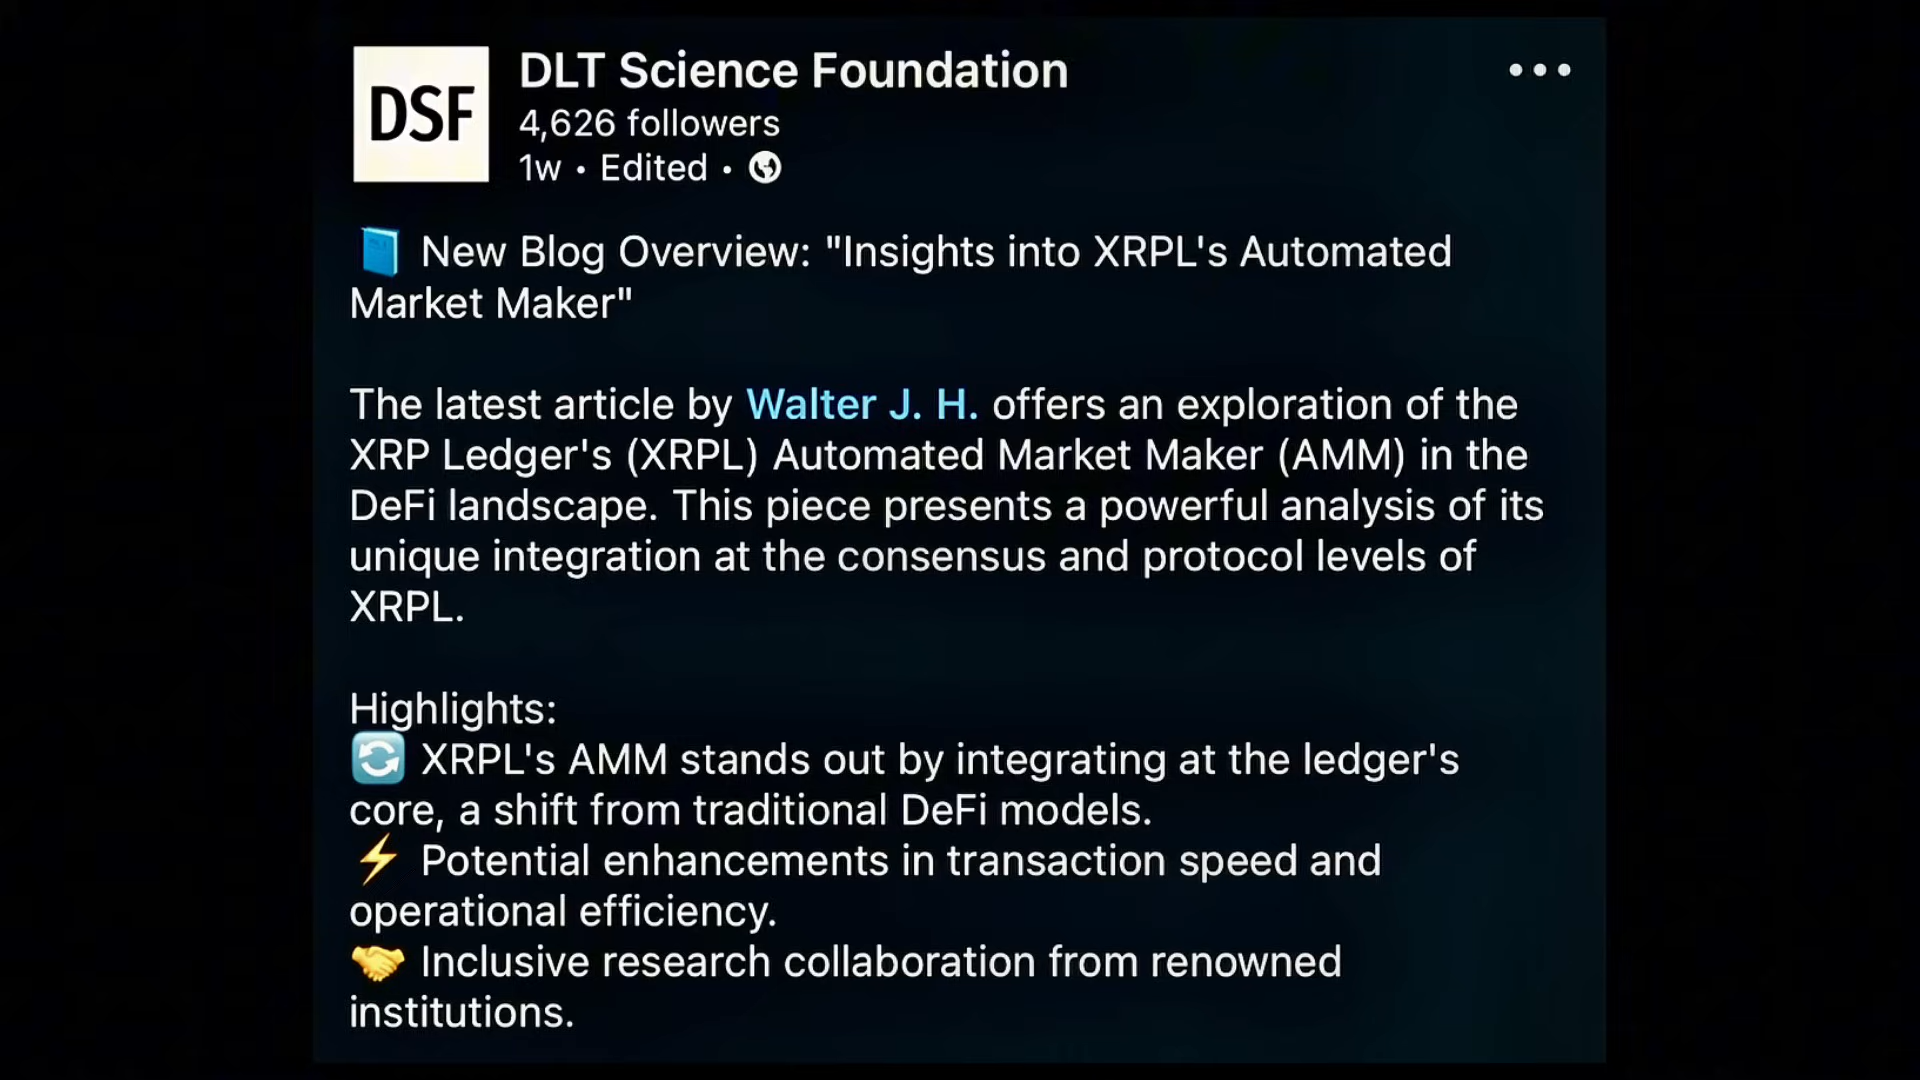 DSF
DLT Science Foundation
4,626 followers
1w • Edited •
📘 New Blog Overview: "Insights into XRPL's Automated
Market Maker"
The latest article by Walter J. H. offers an exploration of the
XRP Ledger's (XRPL) Automated Market Maker (AMM) in the
DeFi landscape. This piece presents a powerful analysis of its
unique integration at the consensus and protocol levels of
XRPL.
Highlights:
🔄 XRPL's AMM stands out by integrating at the ledger's
core, a shift from traditional DeFi models.
⚡ Potential enhancements in transaction speed and
operational efficiency.
🤝 Inclusive research collaboration from renowned
institutions.